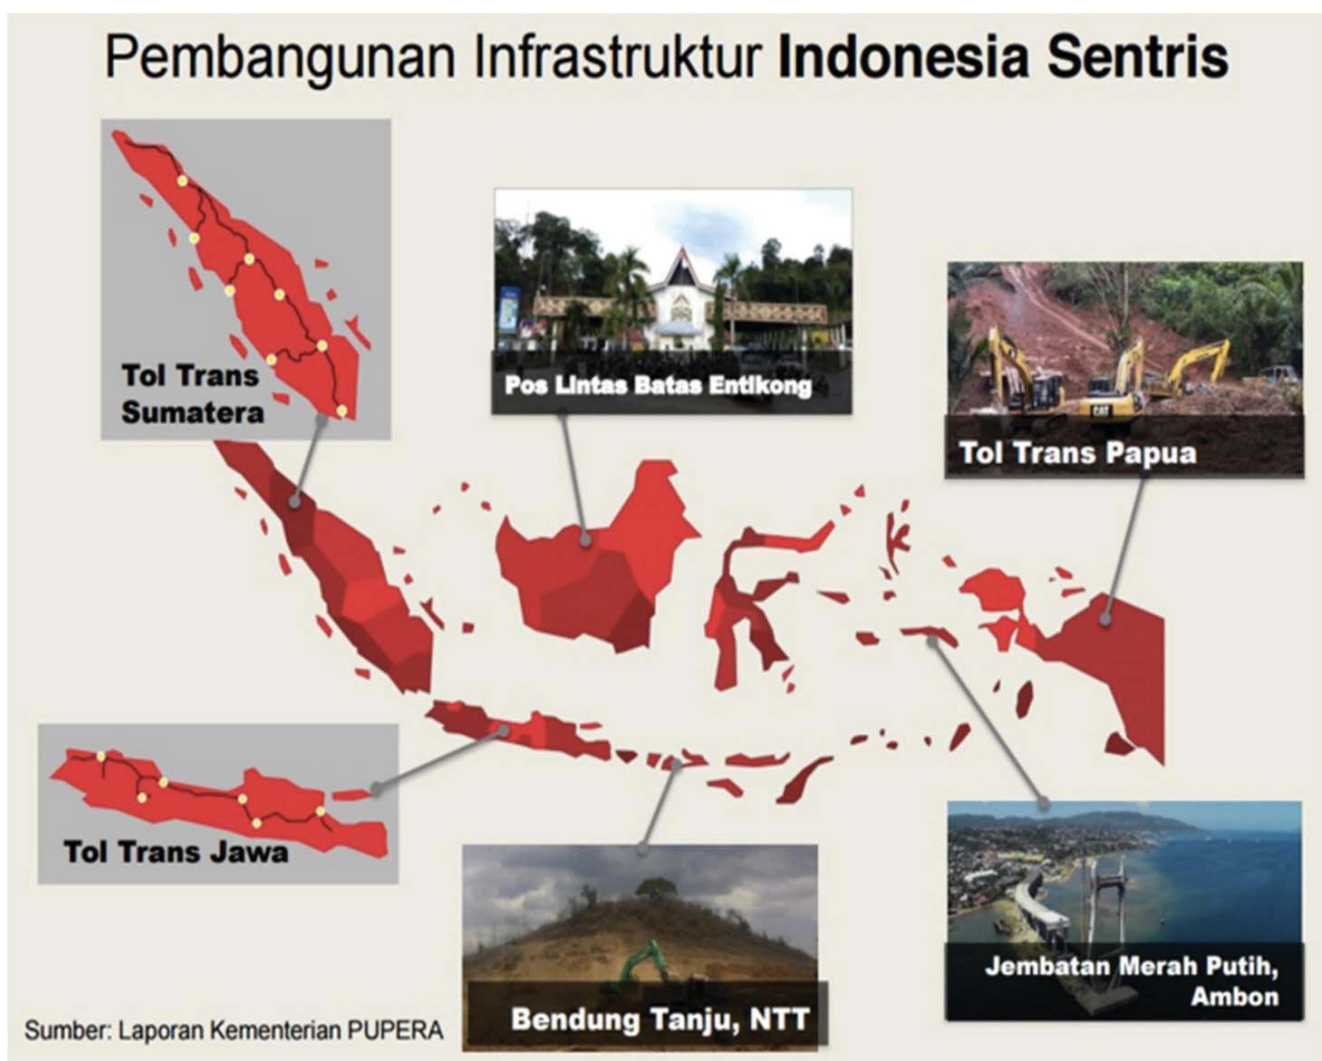 Pembangunan Infrastruktur Indonesia Sentris
Tol Trans
Sumatera
Pos Lintas Batas Entikong
CAT
Tol Trans Papua
Tol Trans Jawa
Bendung Tanju, NTT
Jembatan Merah Putih,
Ambon
Sumber: Laporan Kementerian PUPERA